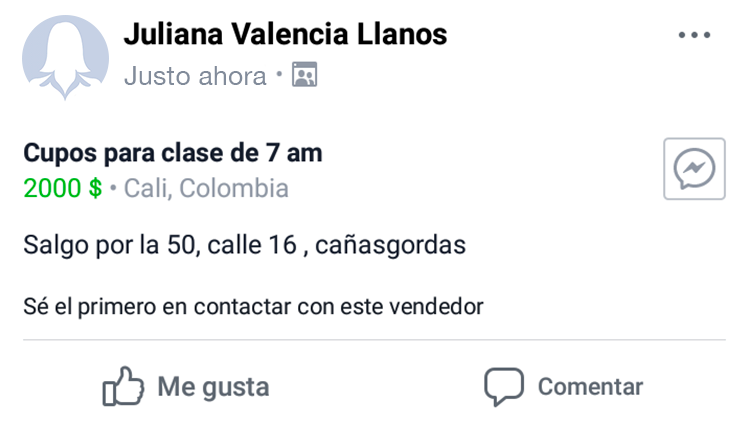 Juliana Valencia Llanos
Justo ahora •
Cupos para clase de 7 am
2000 $ • Cali, Colombia
Salgo por la 50, calle 16 , cañasgordas
Sé el primero en contactar con este vendedor
Me gusta
Comentar